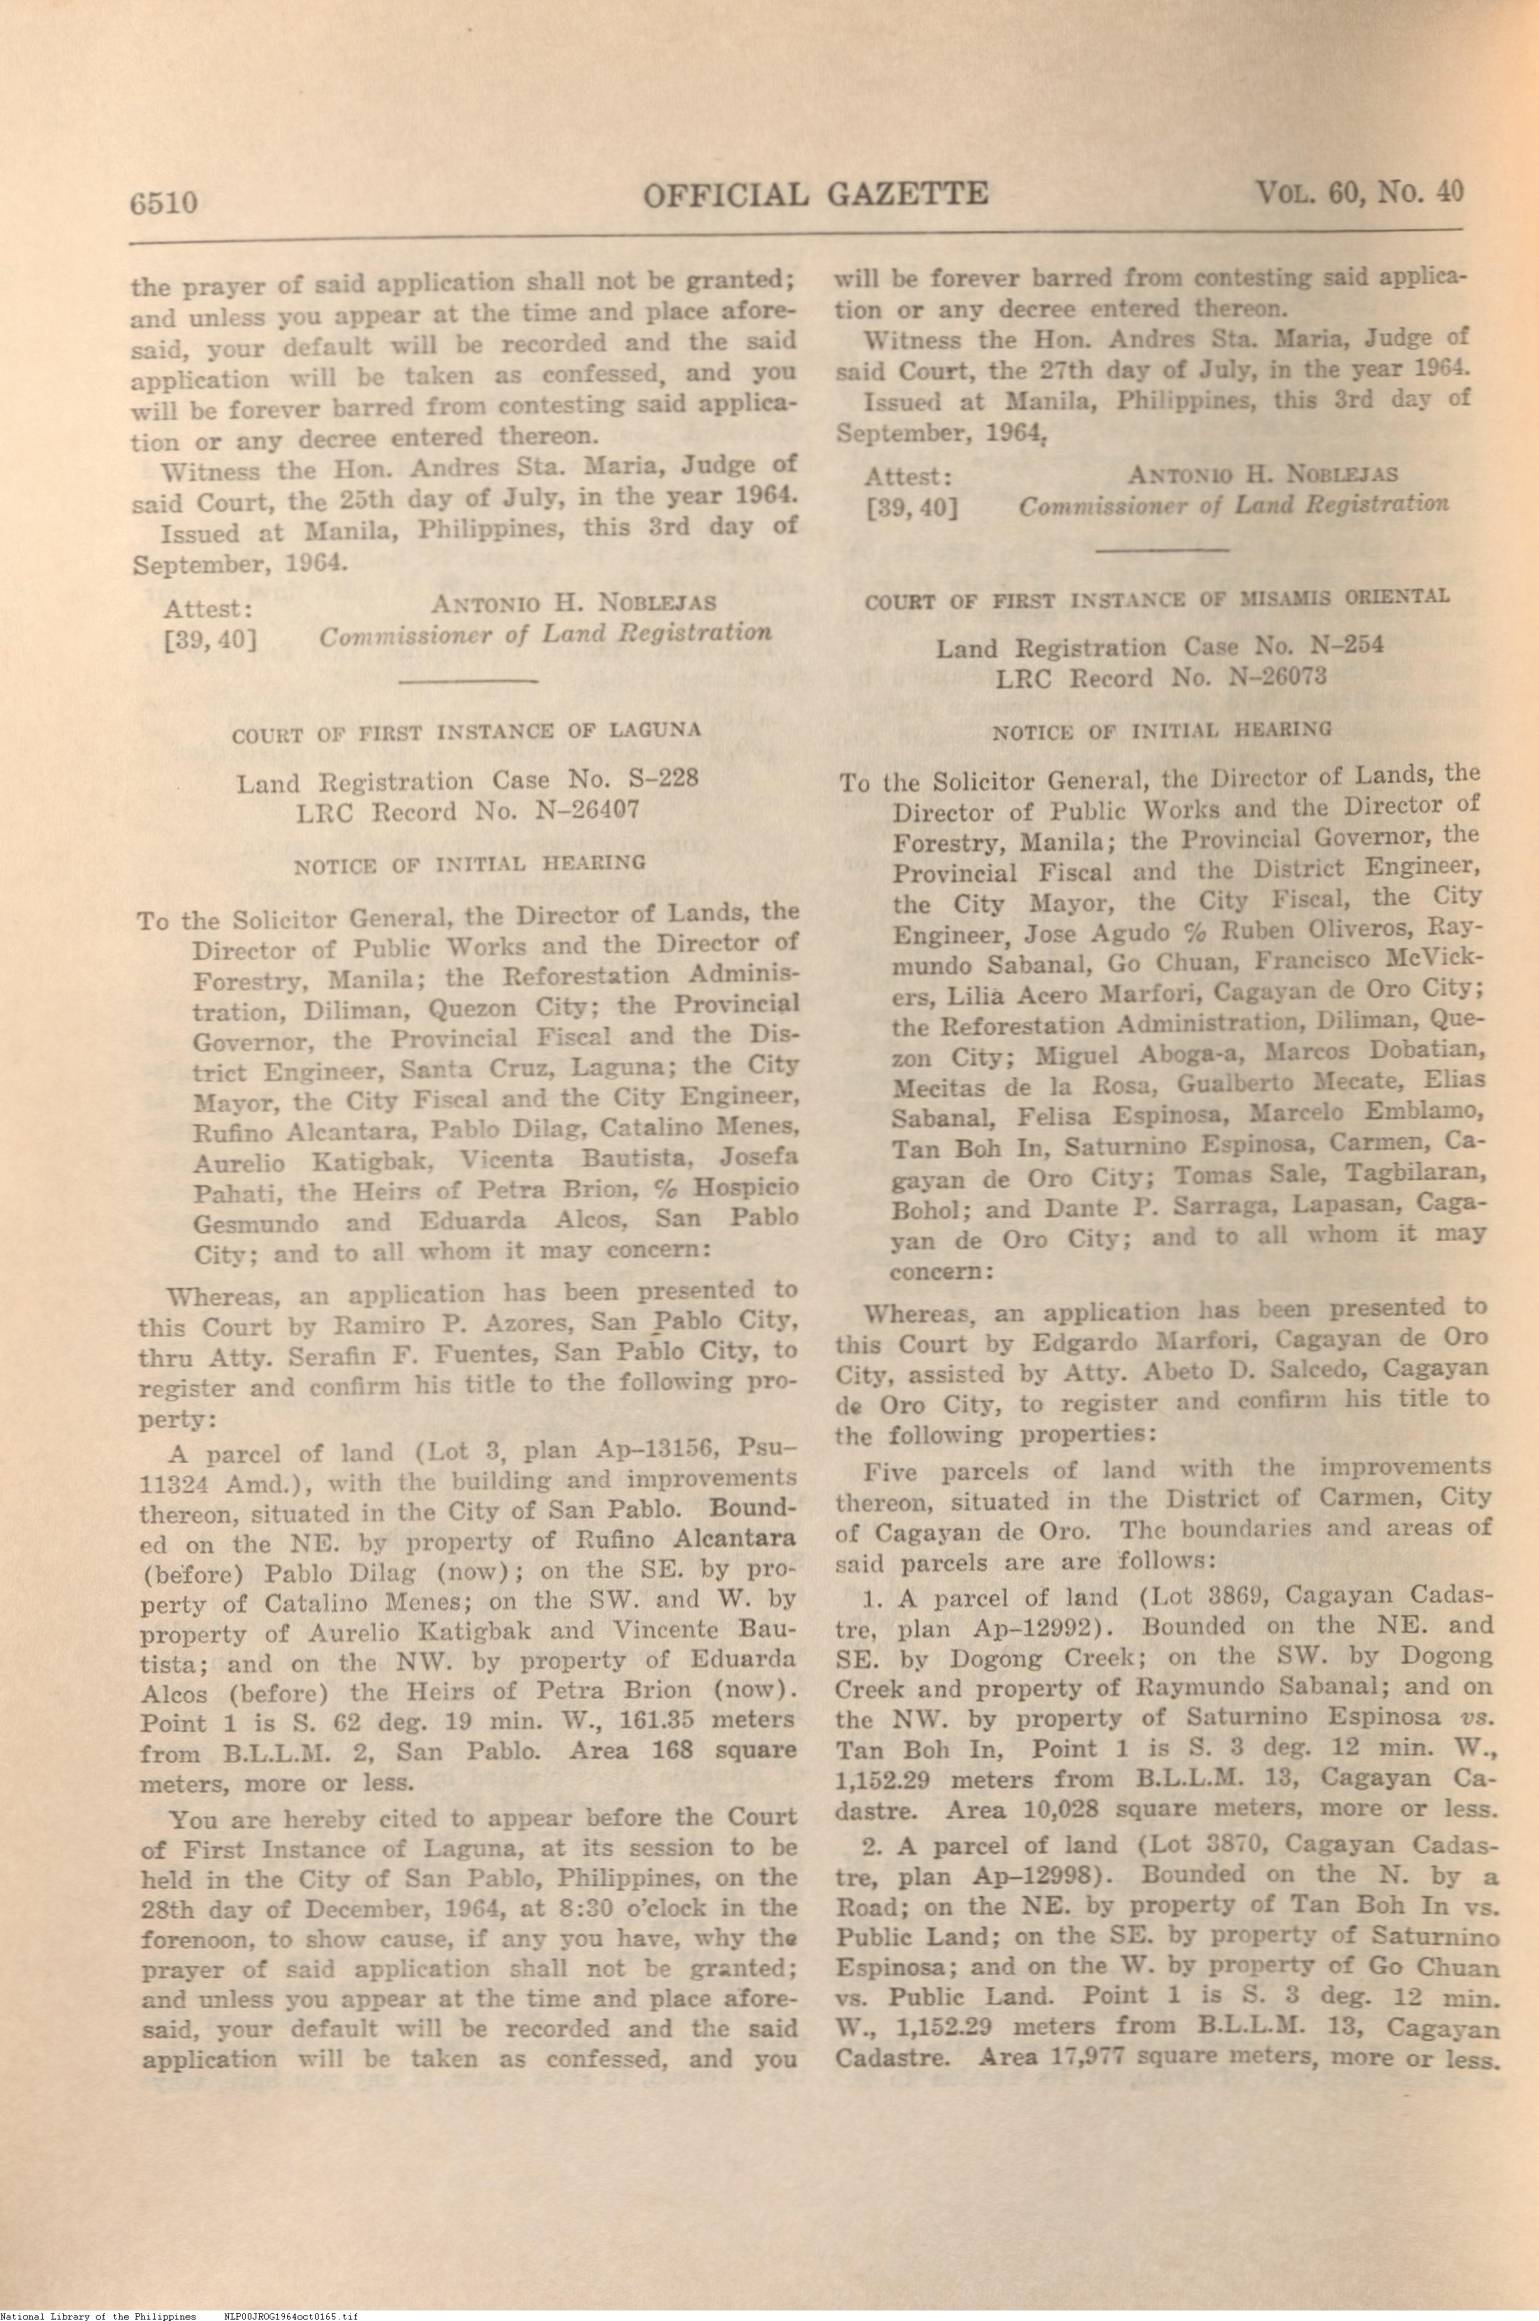 6510
OFFICIAL GAZETTE
VOL. 60, NO. 40
the prayer of said application shall not be granted;
and unless you appear at the time and place afore-
said, your default will be recorded and the said
application will be taken as confessed, and you
will be forever barred from contesting said applica-
tion or any decree entered thereon.
Witness the Hon. Andres Sta. Maria, Judge of
said Court, the 25th day of July, in the year 1964.
Issued at Manila, Philippines, this 3rd day of
September, 1964.
Attest: ANTONIO H. NOBLEJAS
[39, 40] Commissioner of Land Registration
COURT OF FIRST INSTANCE OF LAGUNA
Land Registration Case No. S–228
LRC Record No. N–26407
NOTICE OF INITIAL HEARING
To the Solicitor General, the Director of Lands, the
Director of Public Works and the Director of
Forestry, Manila; the Reforestation Adminis-
tration, Diliman, Quezon City; the Provincial
Governor, the Provincial Fiscal and the Dis-
trict Engineer, Santa Cruz, Laguna; the City
Mayor, the City Fiscal and the City Engineer,
Rufino Alcantara, Pablo Dilag, Catalino Menes,
Aurelio Katigbak, Vicenta Bautista, Josefa
Pahati, the Heirs of Petra Brion, ℅ Hospicio
Gesmundo and Eduarda Alcos, San Pablo
City; and to all whom it may concern:
Whereas, an application has been presented to
this Court by Ramiro P. Azores, San Pablo City,
thru Atty. Serafin F. Fuentes, San Pablo City, to
register and confirm his title to the following pro-
perty:
A parcel of land (Lot 3, plan Ap–13156, Psu–
11324 Amd.), with the building and improvements
thereon, situated in the City of San Pablo. Bound-
ed on the NE. by property of Rufino Alcantara
(before) Pablo Dilag (now); on the SE. by pro-
perty of Catalino Menes; on the SW. and W. by
property of Aurelio Katigbak and Vincente Bau-
tista; and on the NW. by property of Eduarda
Alcos (before) the Heirs of Petra Brion (now).
Point 1 is S. 62 deg. 19 min. W., 161.35 meters
from B.L.L.M. 2, San Pablo. Area 168 square
meters, more or less.
You are hereby cited to appear before the Court
of First Instance of Laguna, at its session to be
held in the City of San Pablo, Philippines, on the
28th day of December, 1964, at 8:30 o'clock in the
forenoon, to show cause, if any you have, why the
prayer of said application shall not be granted;
and unless you appear at the time and place afore-
said, your default will be recorded and the said
application will be taken as confessed, and you
will be forever barred from contesting said applica-
tion or any decree entered thereon.
Witness the Hon. Andres Sta. Maria, Judge of
said Court, the 27th day of July, in the year 1964.
Issued at Manila, Philippines, this 3rd day of
September, 1964,
Attest: ANTONIO H. NOBLEJAS
[39, 40] Commissioner of Land Registration
COURT OF FIRST INSTANCE OF MISAMIS ORIENTAL
Land Registration Case No. N–254
LRC Record No. N–26073
NOTICE OF INITIAL HEARING
To the Solicitor General, the Director of Lands, the
Director of Public Works and the Director of
Forestry, Manila; the Provincial Governor, the
Provincial Fiscal and the District Engineer,
the City Mayor, the City Fiscal, the City
Engineer, Jose Agudo ℅ Ruben Oliveros, Ray-
mundo Sabanal, Go Chuan, Francisco McVick-
ers, Lilia Acero Marfori, Cagayan de Oro City;
the Reforestation Administration, Diliman, Que-
zon City; Miguel Aboga-a, Marcos Dobatian,
Mecitas de la Rosa, Gualberto Mecate, Elias
Sabanal, Felisa Espinosa, Marcelo Emblamo,
Tan Boh In, Saturnino Espinosa, Carmen, Ca-
gayan de Oro City; Tomas Sale, Tagbilaran,
Bohol; and Dante P. Sarraga, Lapasan, Caga-
yan de Oro City; and to all whom it may
concern:
Whereas, an application has been presented to
this Court by Edgardo Marfori, Cagayan de Oro
City, assisted by Atty. Abeto D. Salcedo, Cagayan
de Oro City, to register and confirm his title to
the following properties:
Five parcels of land with the improvements
thereon, situated in the District of Carmen, City
of Cagayan de Oro. The boundaries and areas of
said parcels are are follows:
1. A parcel of land (Lot 3869, Cagayan Cadas-
tre, plan Ap–12992). Bounded on the NE. and
SE. by Dogong Creek; on the SW. by Dogong
Creek and property of Raymundo Sabanal; and on
the NW. by property of Saturnino Espinosa vs.
Tan Boh In, Point 1 is S. 3 deg. 12 min. W.,
1,152.29 meters from B.L.L.M. 13, Cagayan Ca-
dastre. Area 10,028 square meters, more or less.
2. A parcel of land (Lot 3870, Cagayan Cadas-
tre, plan Ap–12998). Bounded on the N. by a
Road; on the NE. by property of Tan Boh In vs.
Public Land; on the SE. by property of Saturnino
Espinosa; and on the W. by property of Go Chuan
vs. Public Land. Point 1 is S. 3 deg. 12 min.
W., 1,152.29 meters from B.L.L.M. 13, Cagayan
Cadastre. Area 17,977 square meters, more or less.
National Library of the Philippines NLP00JROG1964oct0165.tif